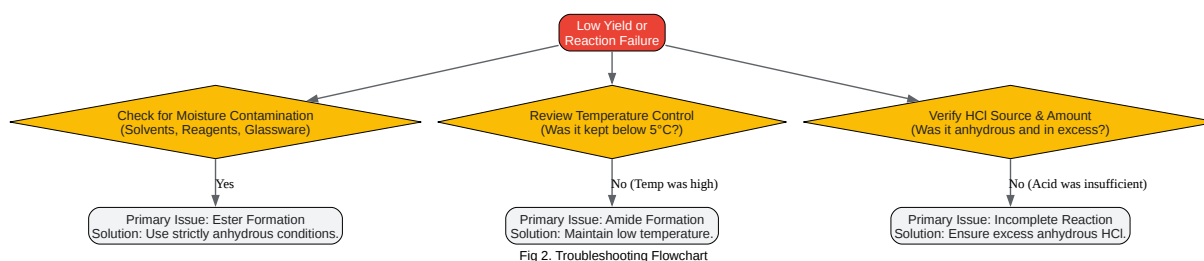 Low Yield or
Reaction Failure
Check for Moisture Contamination
(Solvents, Reagents, Glassware)
Review Temperature Control
(Was it kept below 5°C?)
Verify HCl Source & Amount
(Was it anhydrous and in excess?)
Yes
No (Temp was high)
No (Acid was insufficient)
Primary Issue: Ester Formation
Solution: Use strictly anhydrous conditions.
Primary Issue: Amide Formation
Solution: Maintain low temperature.
Primary Issue: Incomplete Reaction
Solution: Ensure excess anhydrous HCl.
Fig 2. Troubleshooting Flowchart